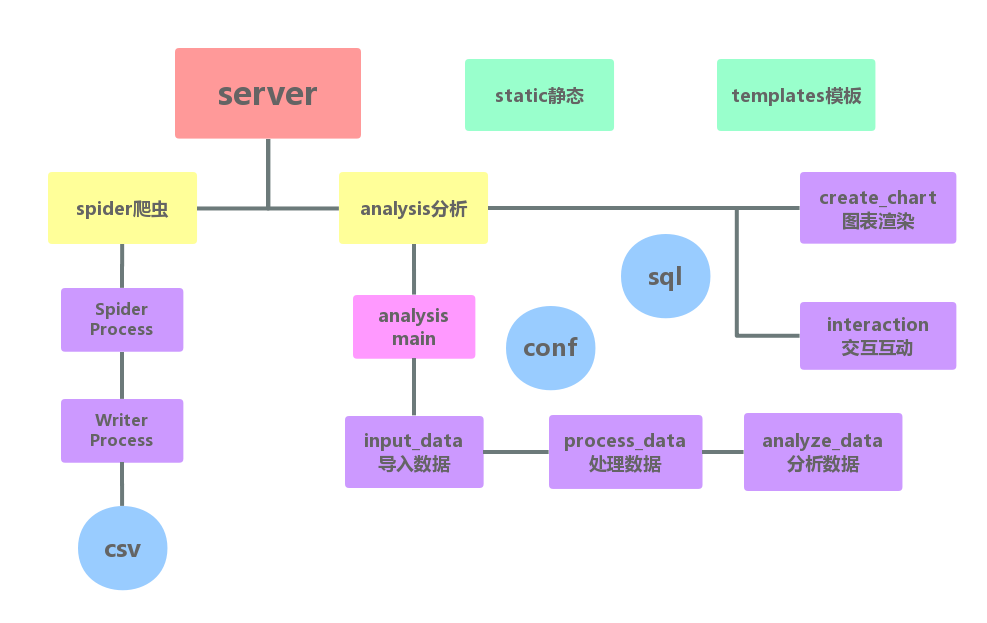 server
static静态
templates模板
spider爬虫
analysis分析
create_chart
图表渲染
sql
Spider
Process
analysis
main
conf
interaction
交互互动
Writer
Process
input_data
导入数据
process_data
处理数据
analyze_data
分析数据
csv